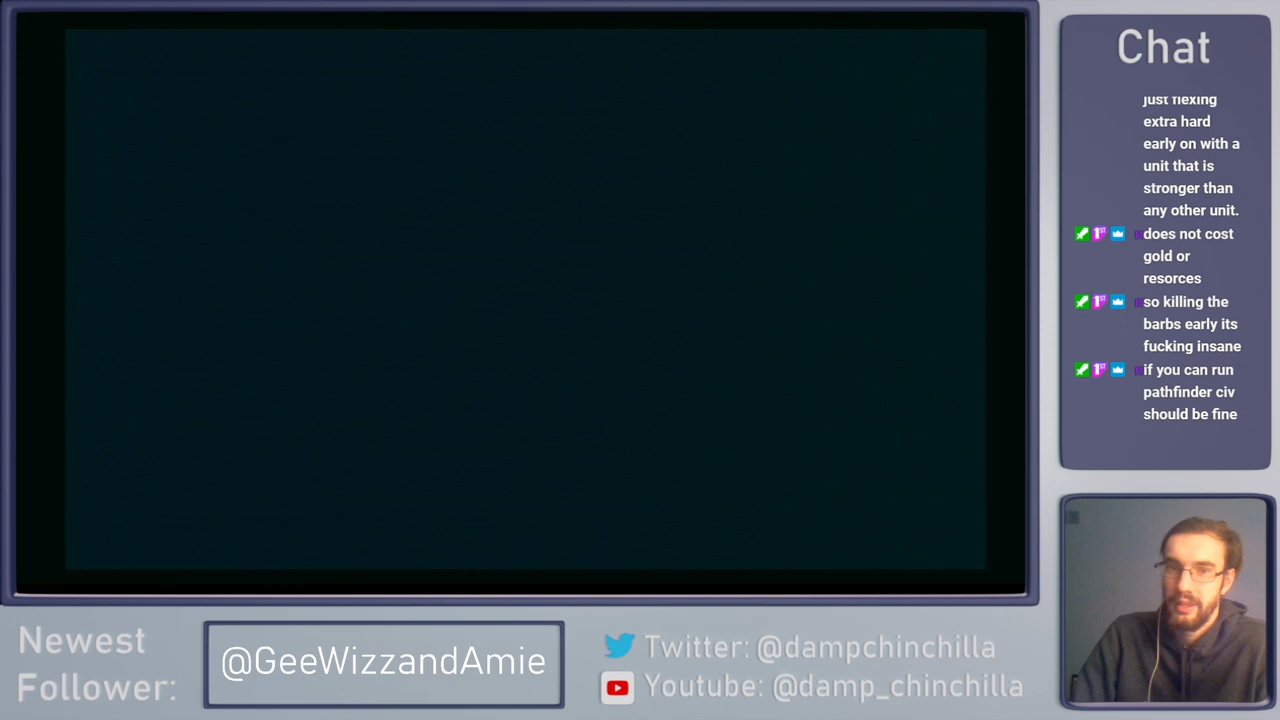 Chat
just flexing
extra hard
early on with a
unit that is
stronger than
any other unit.
does not cost
gold or
resorces
so killing the
barbs early its
fucking insane
if you can run
pathfinder civ
should be fine
Newest
Follower:
@GeeWizzandAmie
Twitter: @dampchinchilla
Youtube: @damp_chinchilla